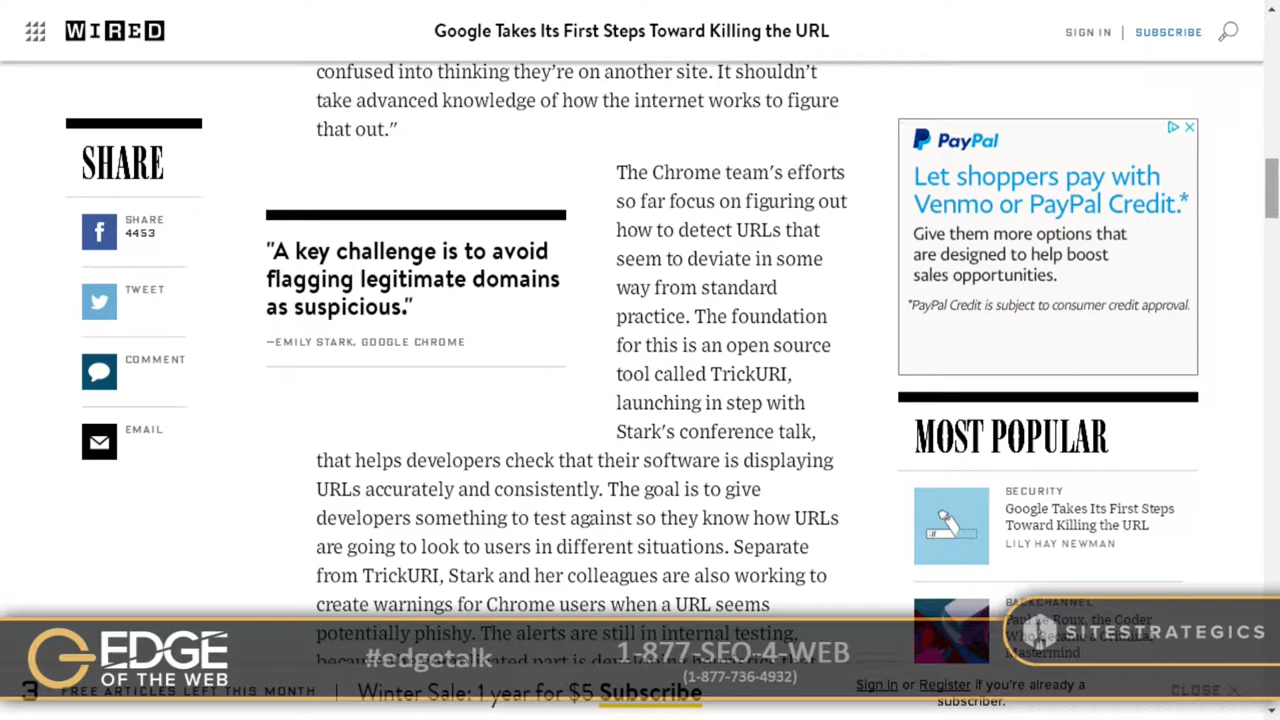 WIRED
Google Takes Its First Steps Toward Killing the URL
SIGN IN | SUBSCRIBE
confused into thinking they're on another site. It shouldn't
take advanced knowledge of how the internet works to figure
that out."
SHARE
SHARE
4453
TWEET
COMMENT
EMAIL
"A key challenge is to avoid
flagging legitimate domains
as suspicious."
—EMILY STARK, GOOGLE CHROME
The Chrome team's efforts
so far focus on figuring out
how to detect URLs that
seem to deviate in some
way from standard
practice. The foundation
for this is an open source
tool called TrickURI,
launching in step with
Stark's conference talk,
that helps developers check that their software is displaying
URLs accurately and consistently. The goal is to give
developers something to test against so they know how URLs
are going to look to users in different situations. Separate
from TrickURI, Stark and her colleagues are also working to
create warnings for Chrome users when a URL seems
potentially phishy. The alerts are still in internal testing,
PayPal
Let shoppers pay with
Venmo or PayPal Credit.*
Give them more options that
are designed to help boost
sales opportunities.
*PayPal Credit is subject to consumer credit approval.
MOST POPULAR
SECURITY
Google Takes Its First Steps
Toward Killing the URL
LILY HAY NEWMAN
BACKCHANNEL
the Coder
Mastermind
SITESTRATEGICS
EDGE
OF THE WEB
#edgetalk
1-877-SEO-4-WEB
(1-877-736-4932)
3 FREE ARTICLES LEFT THIS MONTH | Winter Sale: 1 year for $5 Subscribe
Sign In or Register if you're already a
subscriber.
CLOSE X